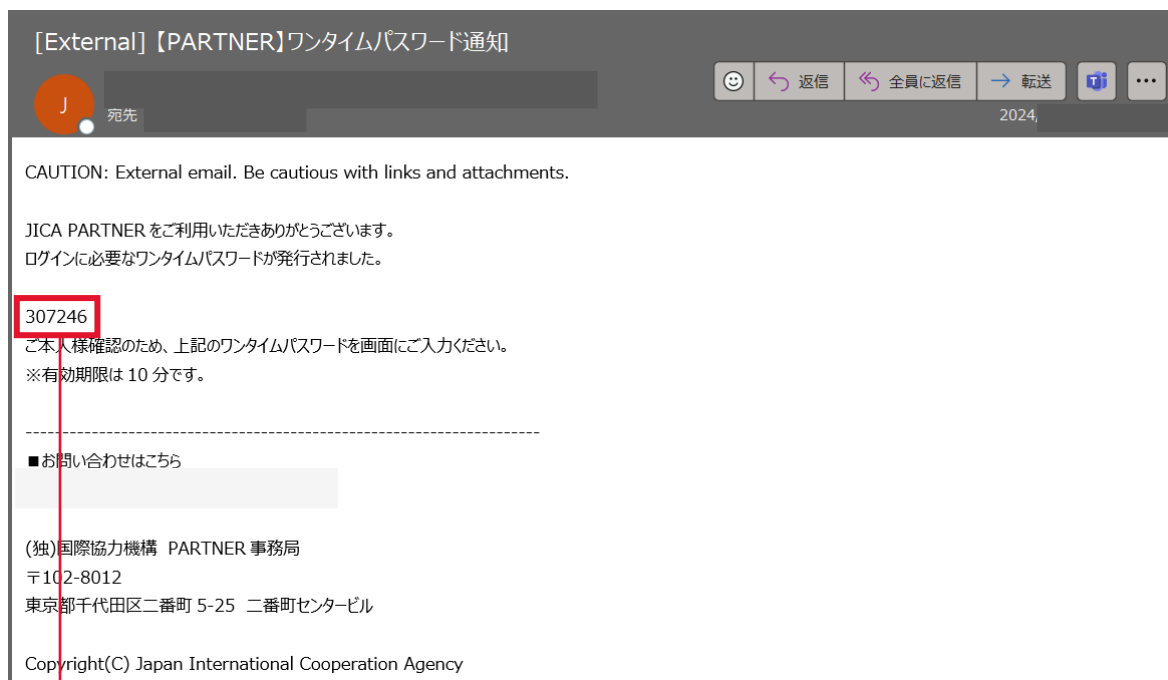 [External] 【PARTNER】ワンタイムパスワード通知
J
宛先
返信
全員に返信
転送
2024/
CAUTION: External email. Be cautious with links and attachments.
JICA PARTNER をご利用いただきありがとうございます。
ログインに必要なワンタイムパスワードが発行されました。
307246
ご本人様確認のため、上記のワンタイムパスワードを画面にご入力ください。
※有効期限は 10 分です。
----------------------------------------------------------------------
■お問い合わせはこちら
(独)国際協力機構 PARTNER 事務局
〒102-8012
東京都千代田区二番町 5-25 二番町センタービル
Copyright(C) Japan International Cooperation Agency